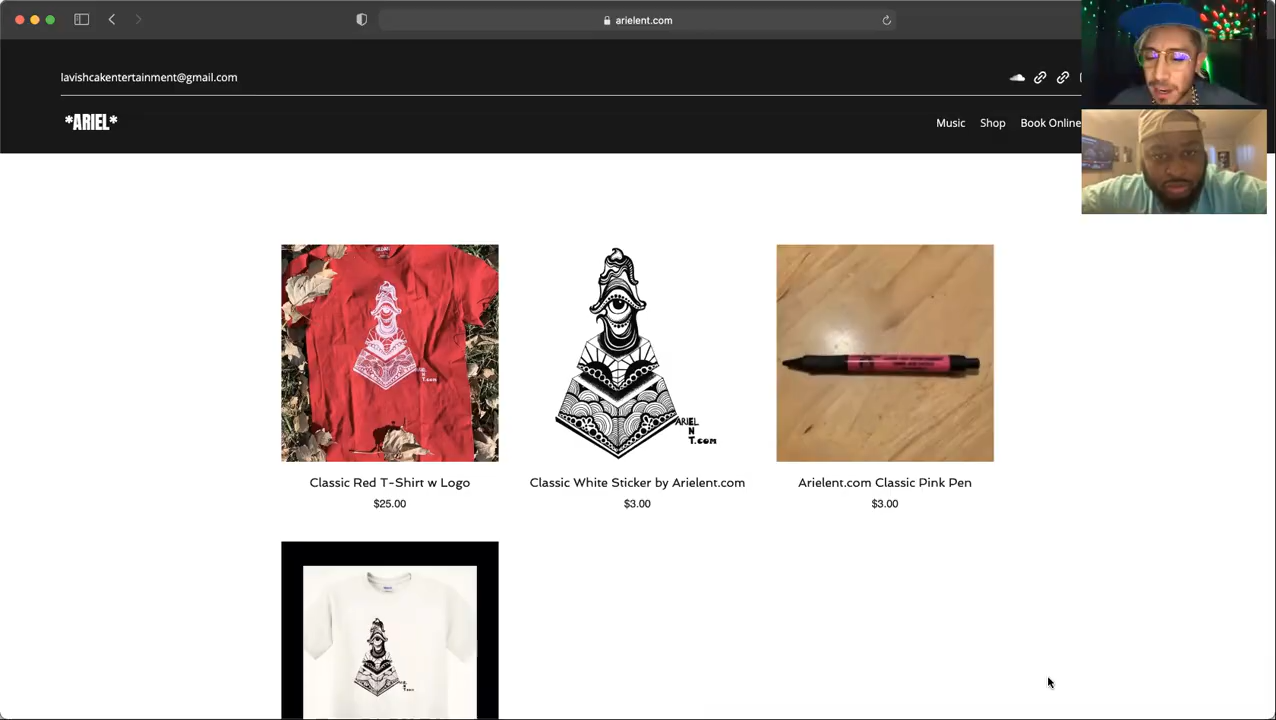 arielent.com
lavishcakentertainment@gmail.com
*ARIEL*
Music
Shop
Book Online
ARIEL
N
T.com
Classic Red T-Shirt w Logo
$25.00
Classic White Sticker by Arielent.com
$3.00
Arielent.com Classic Pink Pen
$3.00